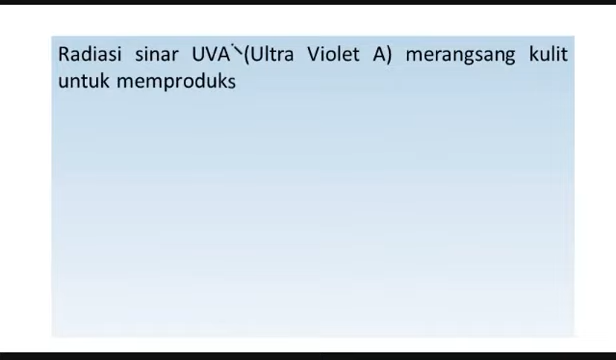 Radiasi sinar UVA (Ultra Violet A) merangsang kulit
untuk memproduks